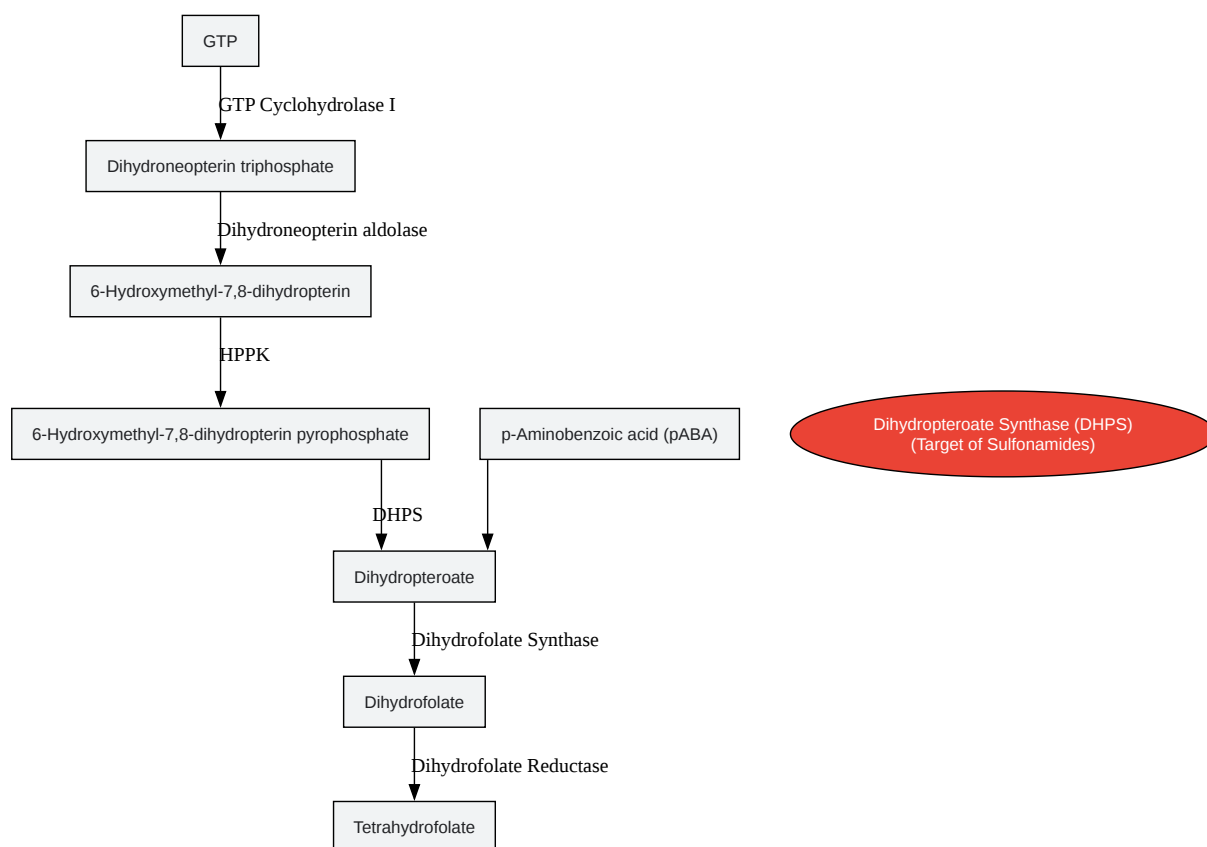 GTP
GTP Cyclohydrolase I
Dihydroneopterin triphosphate
Dihydroneopterin aldolase
6-Hydroxymethyl-7,8-dihydropterin
HPPK
6-Hydroxymethyl-7,8-dihydropterin pyrophosphate
p-Aminobenzoic acid (pABA)
Dihydropteroate Synthase (DHPS)
(Target of Sulfonamides)
DHPS
Dihydropteroate
Dihydrofolate Synthase
Dihydrofolate
Dihydrofolate Reductase
Tetrahydrofolate